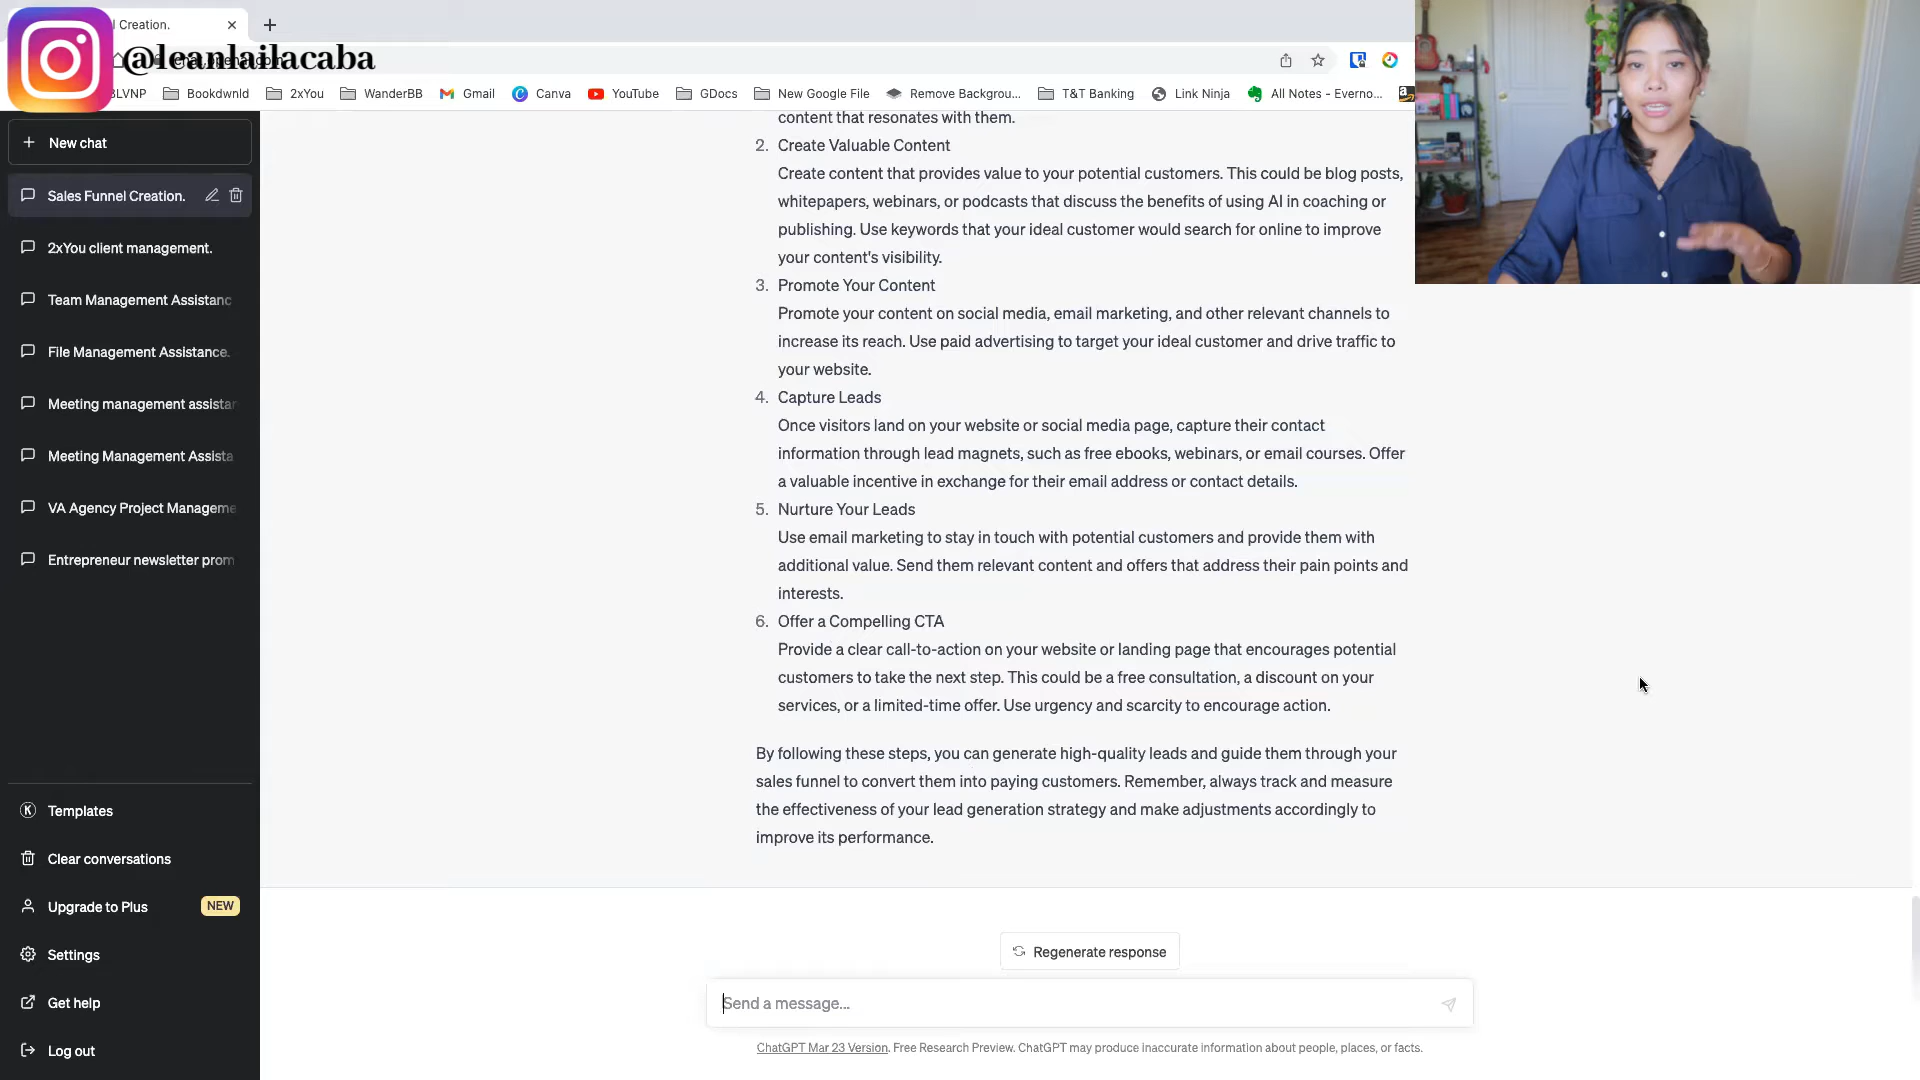 l Creation.
@leanlailacaba
BLVNP
Bookdwnld
2xYou
WanderBB
Gmail
Canva
YouTube
GDocs
New Google File
Remove Backgrou...
T&T Banking
Link Ninja
All Notes - Everno...
New chat
Sales Funnel Creation.
2xYou client management.
Team Management Assistanc
File Management Assistance.
Meeting management assistan
Meeting Management Assista
VA Agency Project Manageme
Entrepreneur newsletter prom
Templates
Clear conversations
Upgrade to Plus
NEW
Settings
Get help
Log out
content that resonates with them.
2. Create Valuable Content
Create content that provides value to your potential customers. This could be blog posts,
whitepapers, webinars, or podcasts that discuss the benefits of using AI in coaching or
publishing. Use keywords that your ideal customer would search for online to improve
your content's visibility.
3. Promote Your Content
Promote your content on social media, email marketing, and other relevant channels to
increase its reach. Use paid advertising to target your ideal customer and drive traffic to
your website.
4. Capture Leads
Once visitors land on your website or social media page, capture their contact
information through lead magnets, such as free ebooks, webinars, or email courses. Offer
a valuable incentive in exchange for their email address or contact details.
5. Nurture Your Leads
Use email marketing to stay in touch with potential customers and provide them with
additional value. Send them relevant content and offers that address their pain points and
interests.
6. Offer a Compelling CTA
Provide a clear call-to-action on your website or landing page that encourages potential
customers to take the next step. This could be a free consultation, a discount on your
services, or a limited-time offer. Use urgency and scarcity to encourage action.
By following these steps, you can generate high-quality leads and guide them through your
sales funnel to convert them into paying customers. Remember, always track and measure
the effectiveness of your lead generation strategy and make adjustments accordingly to
improve its performance.
Regenerate response
Send a message...
ChatGPT Mar 23 Version. Free Research Preview. ChatGPT may produce inaccurate information about people, places, or facts.